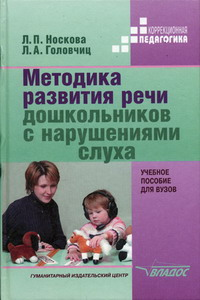 КОРРЕКЦИОННАЯ
ПЕДАГОГИКА
Л. П. Носкова
Л. А. Головчиц
Методика
развития речи
дошкольников
с нарушениями
слуха
УЧЕБНОЕ
ПОСОБИЕ
ДЛЯ ВУЗОВ
ГУМАНИТАРНЫЙ ИЗДАТЕЛЬСКИЙ ЦЕНТР
ВЛАДОС